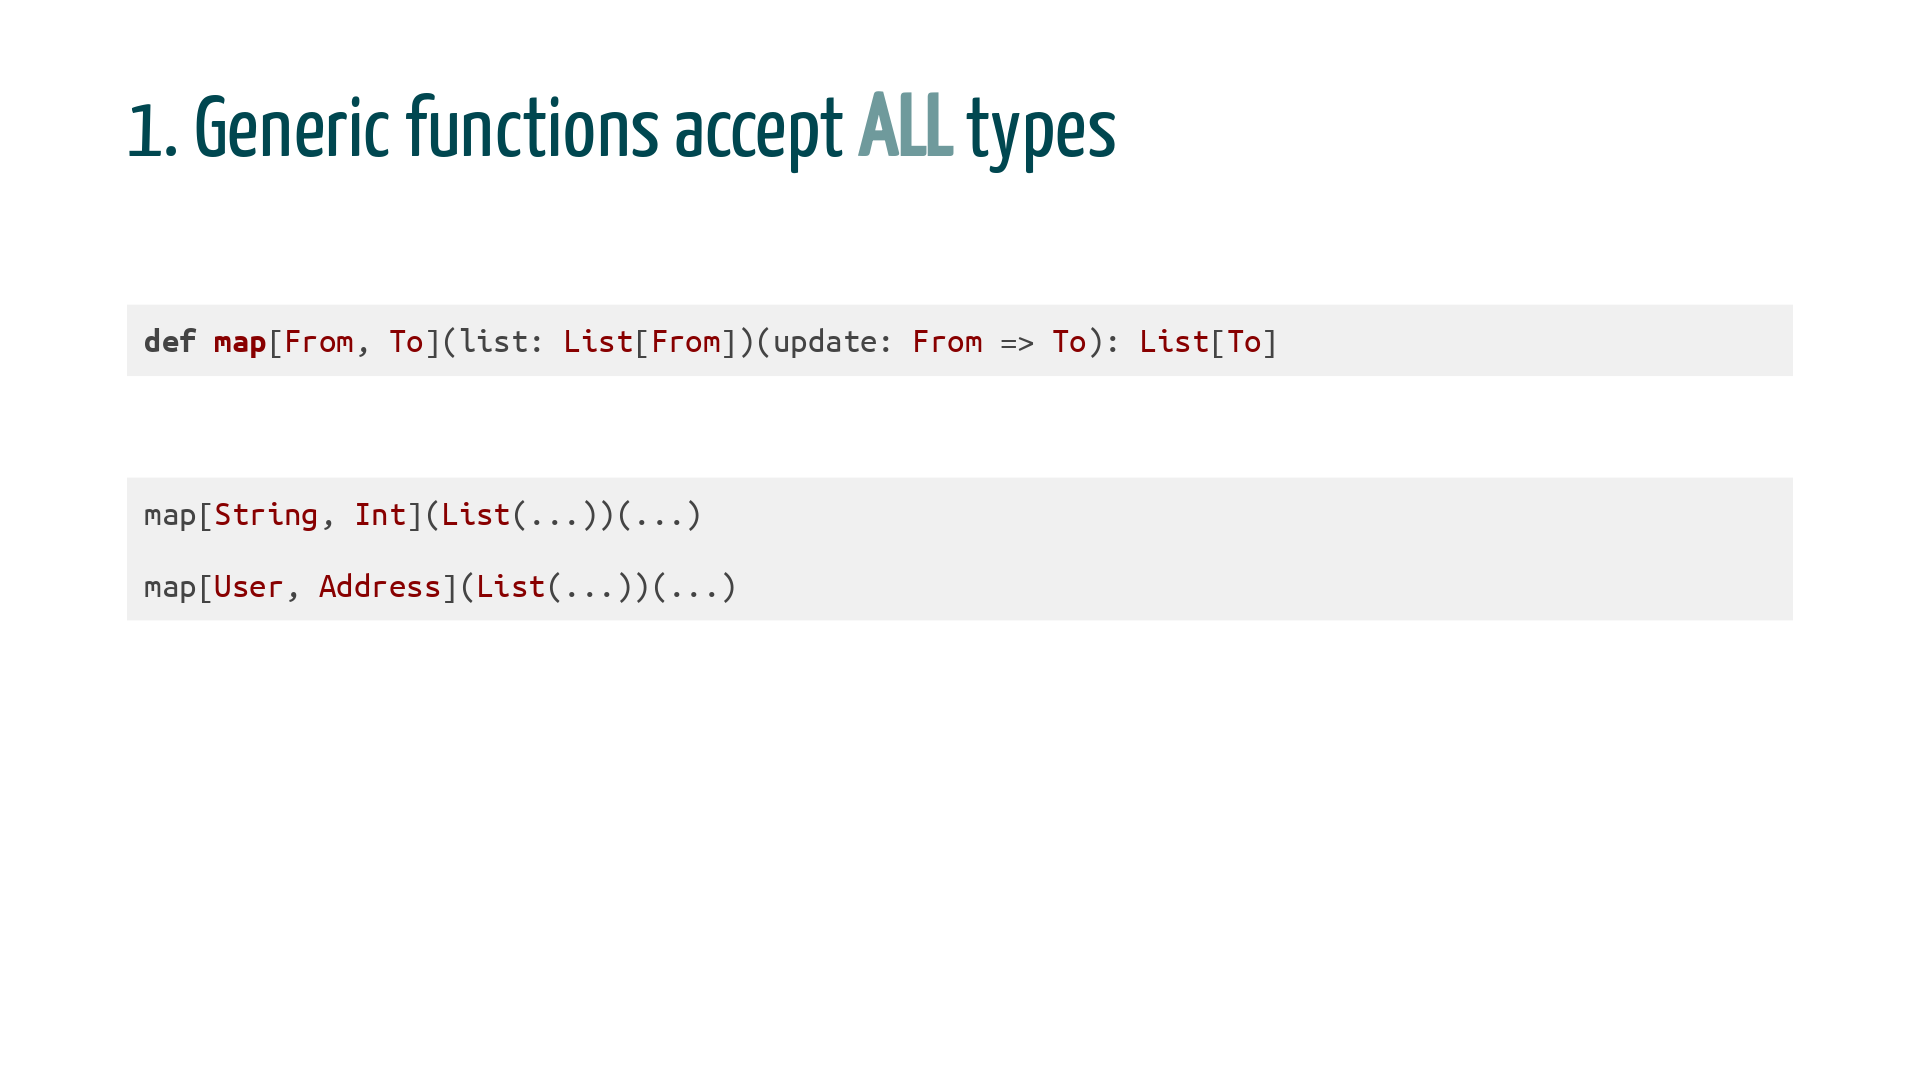 1. Generic functions accept ALL types
def map[From, To](list: List[From])(update: From => To): List[To]
map[String, Int](List(...))(...)
map[User, Address](List(...))(...)